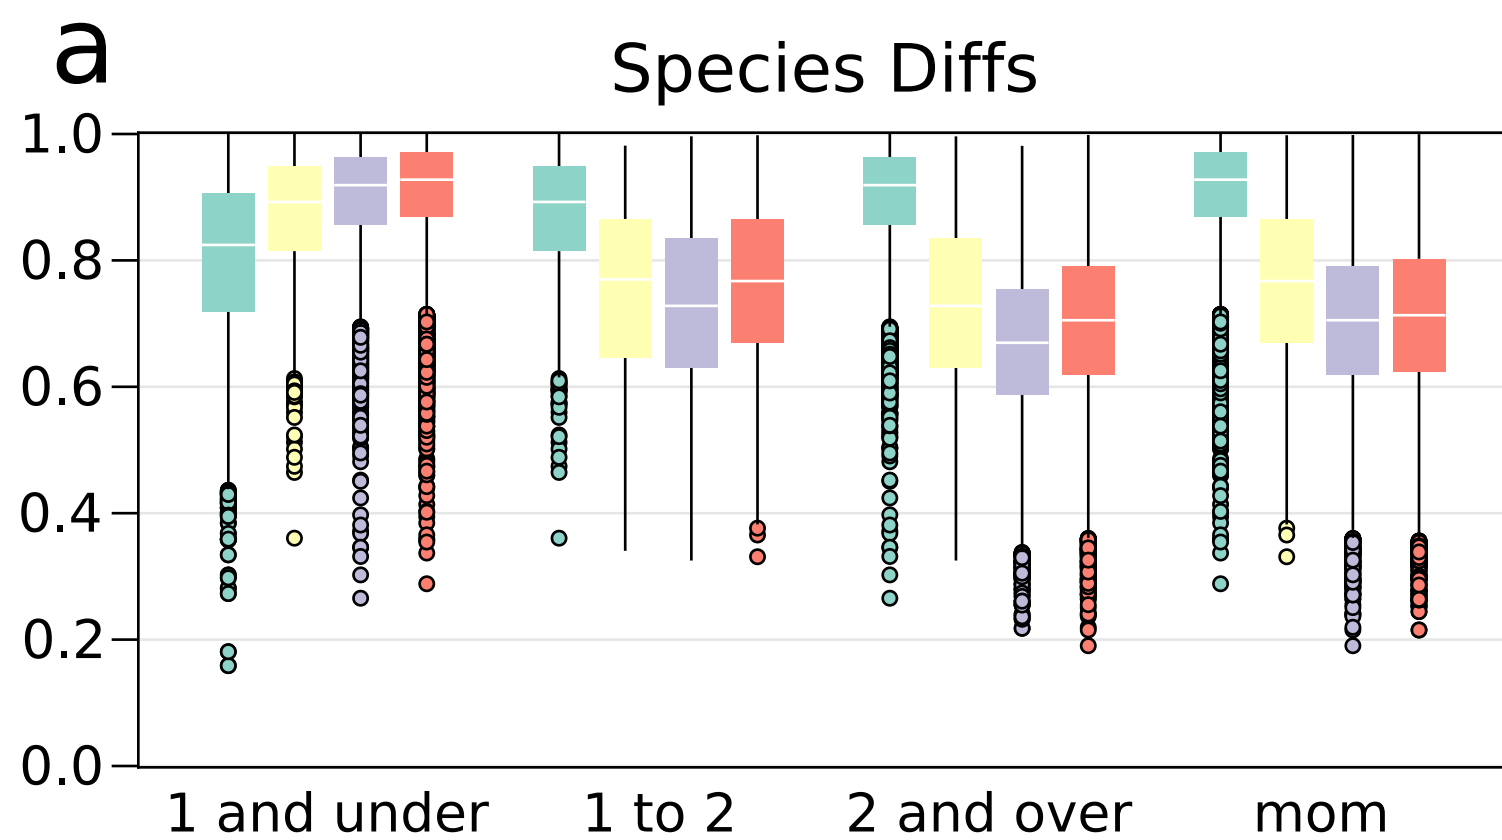 a
Species Diffs
1.0
0.8
0.6
0.4
0.2
0.0
1 and under
1 to 2
2 and over
mom